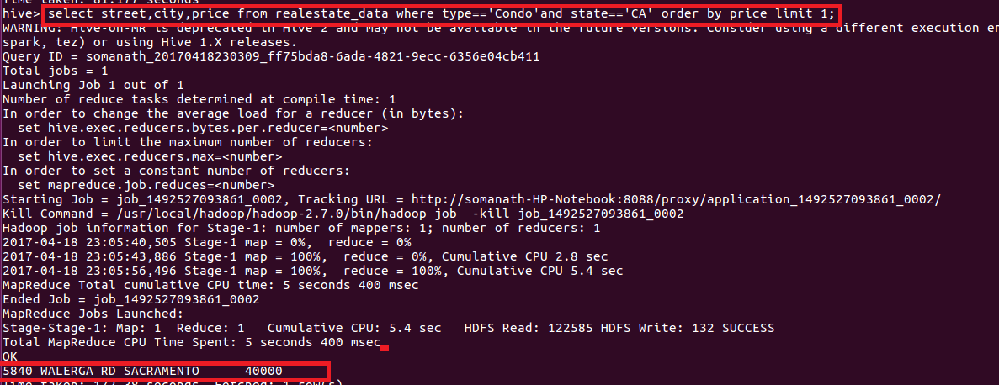 Time taken: 81.177 seconds
hive> select street,city,price from realestate_data where type=='Condo'and state=='CA' order by price limit 1;
WARNING: Hive-on-MR is deprecated in Hive 2 and may not be available in the future versions. Consider using a different execution en
spark, tez) or using Hive 1.X releases.
Query ID = somanath_20170418230309_ff75bda8-6ada-4821-9ecc-6356e04cb411
Total jobs = 1
Launching Job 1 out of 1
Number of reduce tasks determined at compile time: 1
In order to change the average load for a reducer (in bytes):
  set hive.exec.reducers.bytes.per.reducer=<number>
In order to limit the maximum number of reducers:
  set hive.exec.reducers.max=<number>
In order to set a constant number of reducers:
  set mapreduce.job.reduces=<number>
Starting Job = job_1492527093861_0002, Tracking URL = http://somanath-HP-Notebook:8088/proxy/application_1492527093861_0002/
Kill Command = /usr/local/hadoop/hadoop-2.7.0/bin/hadoop job  -kill job_1492527093861_0002
Hadoop job information for Stage-1: number of mappers: 1; number of reducers: 1
2017-04-18 23:05:40,505 Stage-1 map = 0%,  reduce = 0%
2017-04-18 23:05:43,886 Stage-1 map = 100%,  reduce = 0%, Cumulative CPU 2.8 sec
2017-04-18 23:05:56,496 Stage-1 map = 100%,  reduce = 100%, Cumulative CPU 5.4 sec
MapReduce Total cumulative CPU time: 5 seconds 400 msec
Ended Job = job_1492527093861_0002
MapReduce Jobs Launched:
Stage-Stage-1: Map: 1  Reduce: 1   Cumulative CPU: 5.4 sec   HDFS Read: 122585 HDFS Write: 132 SUCCESS
Total MapReduce CPU Time Spent: 5 seconds 400 msec
OK
5840 WALERGA RD SACRAMENTO      40000
Time taken: 177.38 seconds, Fetched: 1 row(s)